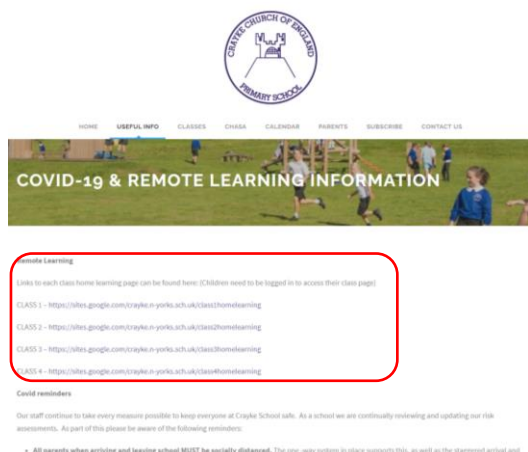 CRAYKE CHURCH OF ENGLAND
PRIMARY SCHOOL
HOME USEFUL INFO CLASSES CHASA CALENDAR PARENTS SUBSCRIBE CONTACT US
COVID-19 & REMOTE LEARNING INFORMATION
Remote Learning
Links to each class home learning page can be found here: (Children need to be logged in to access their class page)
CLASS 1 – https://sites.google.com/crayke.n-yorks.sch.uk/class1homelearning
CLASS 2 – https://sites.google.com/crayke.n-yorks.sch.uk/class2homelearning
CLASS 3 – https://sites.google.com/crayke.n-yorks.sch.uk/class3homelearning
CLASS 4 – https://sites.google.com/crayke.n-yorks.sch.uk/class4homelearning
Covid reminders
Our staff continue to take every measure possible to keep everyone at Crayke School safe. As a school we are continually reviewing and updating our risk
assessments. As part of this please be aware of the following reminders:
• All parents when arriving and leaving school MUST be socially distanced. The one-way system in place supports this, as well as the staggered arrival and